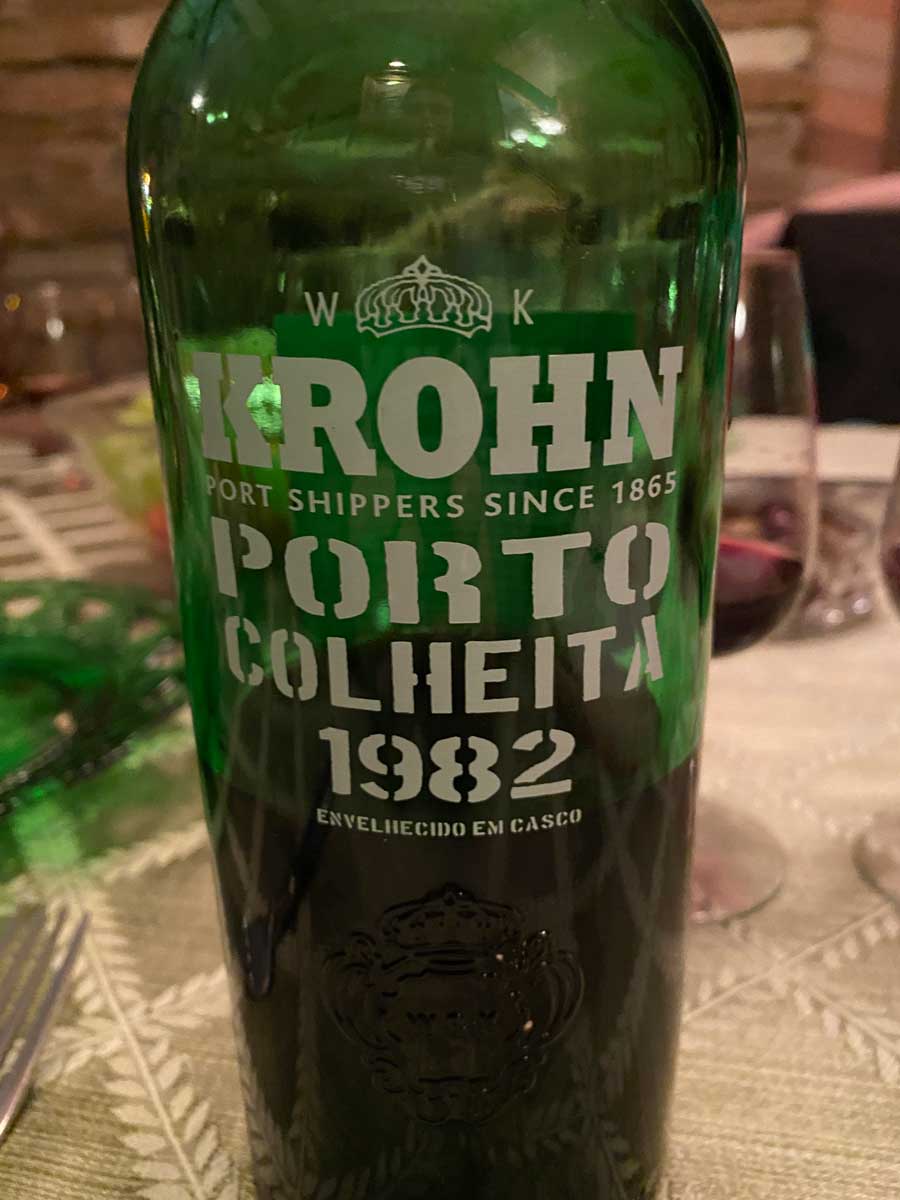 W K
KROHN
PORT SHIPPERS SINCE 1865
PORTO
COLHEITA
1982
ENVELHECIDO EM CASCO
W & K